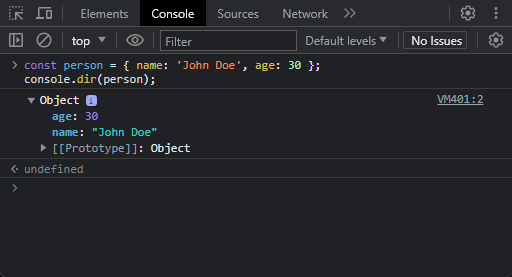 Elements Console Sources Network
top Filter Default levels No Issues
const person = { name: 'John Doe', age: 30 };
console.dir(person);
Object i VM401:2
age: 30
name: "John Doe"
[[Prototype]]: Object
undefined